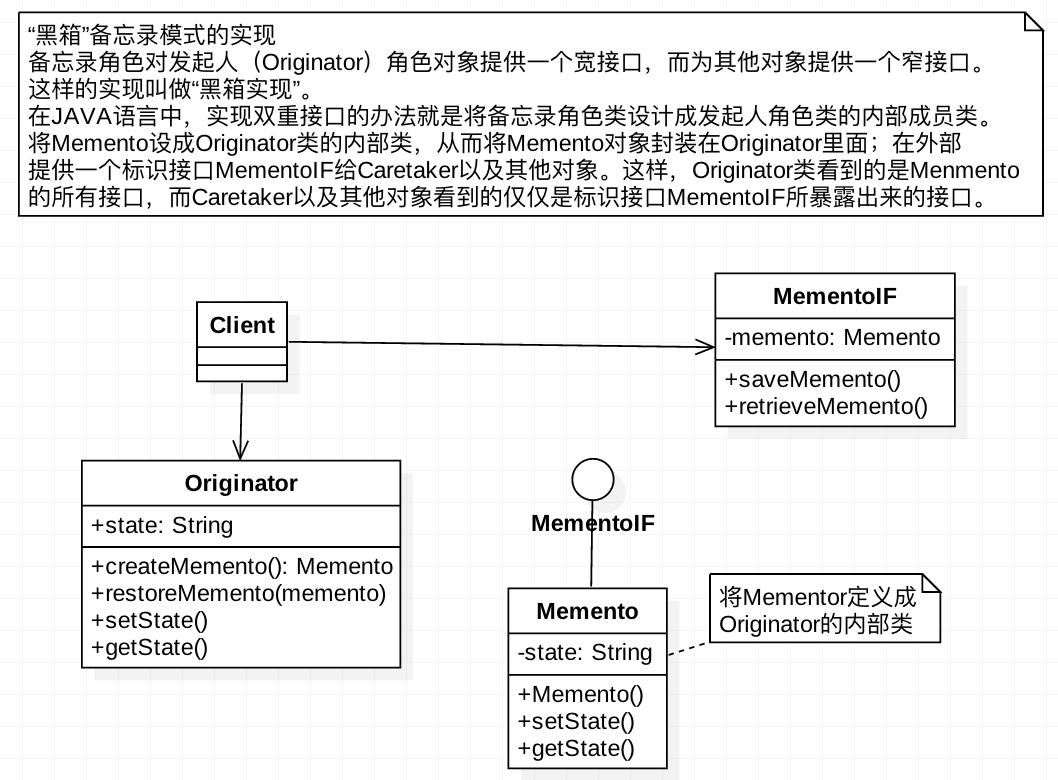 “黑箱”备忘录模式的实现
备忘录角色对发起人（Originator）角色对象提供一个宽接口，而为其他对象提供一个窄接口。
这样的实现叫做“黑箱实现”。
在JAVA语言中，实现双重接口的办法就是将备忘录角色类设计成发起人角色类的内部成员类。
将Memento设成Originator类的内部类，从而将Memento对象封装在Originator里面；在外部
提供一个标识接口MementoIF给Caretaker以及其他对象。这样，Originator类看到的是Menmento
的所有接口，而Caretaker以及其他对象看到的仅仅是标识接口MementoIF所暴露出来的接口。
Client
MementoIF
-memento: Memento
+saveMemento()
+retrieveMemento()
Originator
+state: String
+createMemento(): Memento
+restoreMemento(memento)
+setState()
+getState()
MementoIF
Memento
-state: String
+Memento()
+setState()
+getState()
将Mementor定义成
Originator的内部类